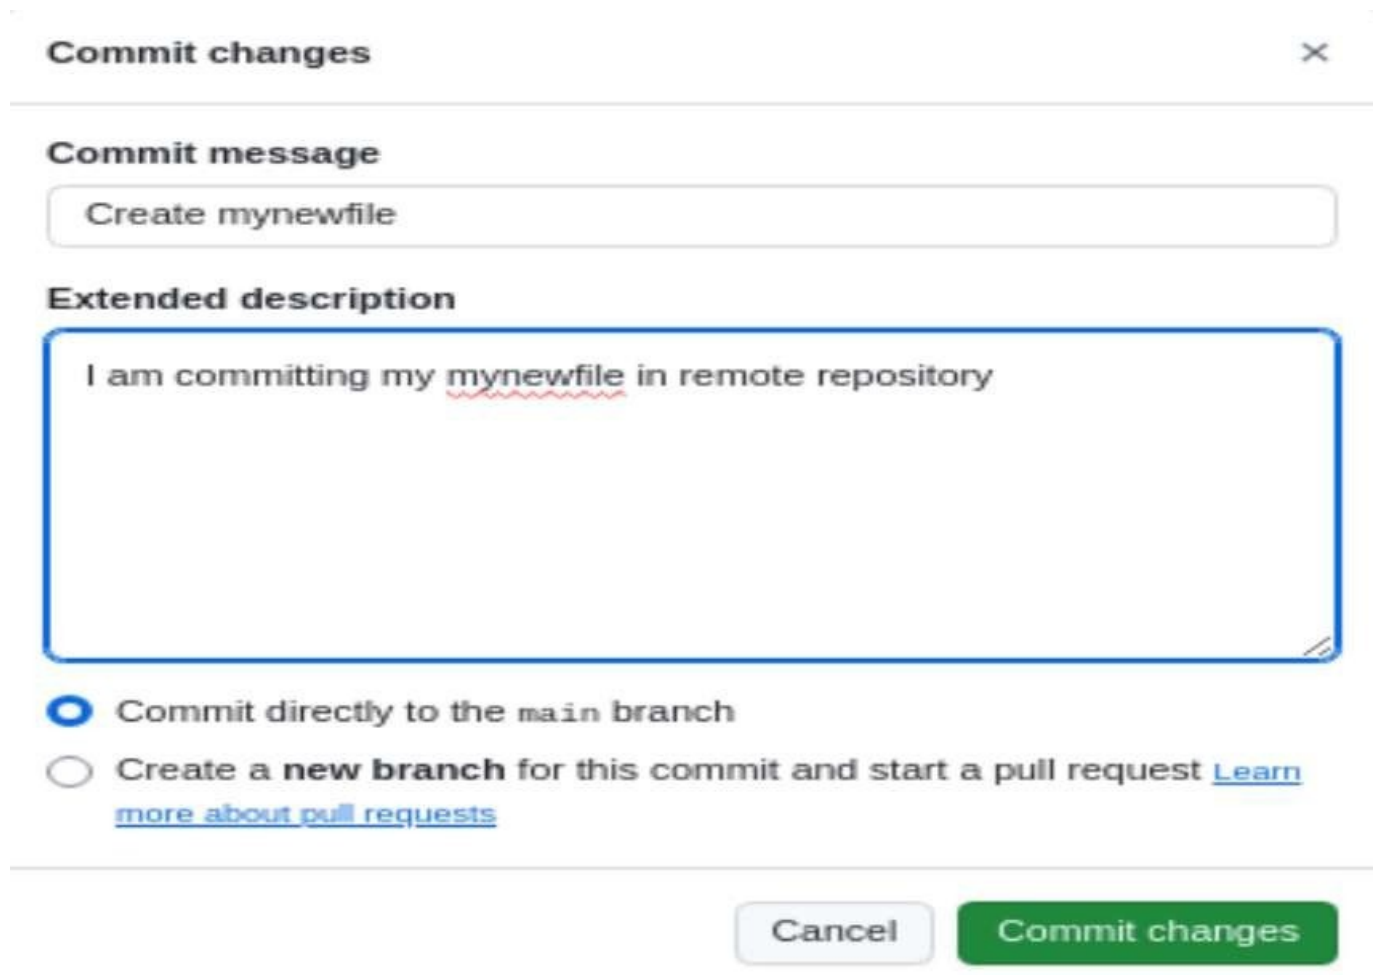 Commit changes
Commit message
Create mynewfile
Extended description
I am committing my mynewfile in remote repository
Commit directly to the main branch
Create a new branch for this commit and start a pull request Learn
more about pull requests
Cancel
Commit changes